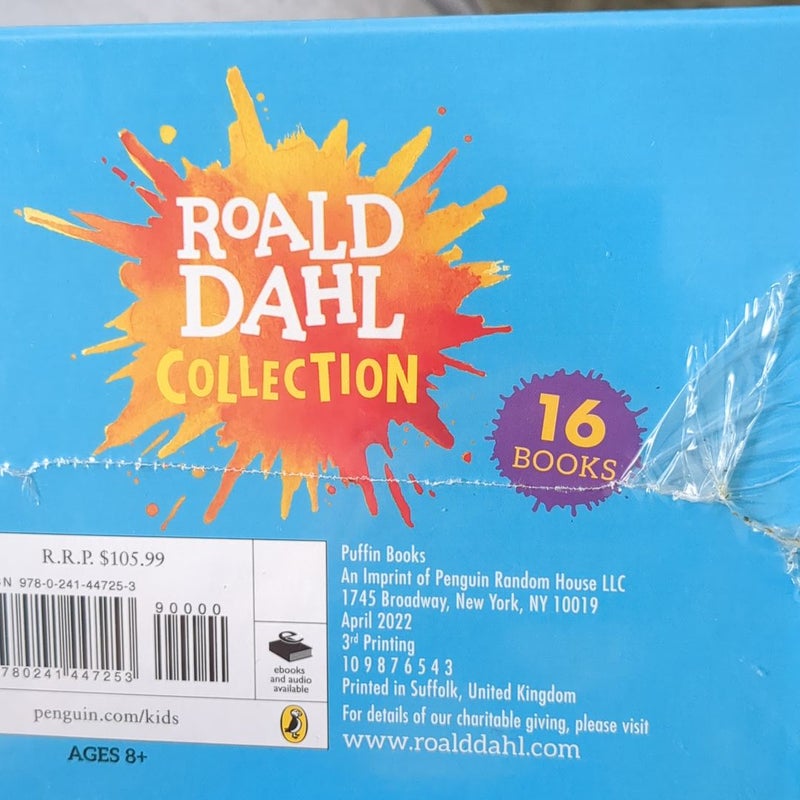 ROALD
DAHL
COLLECTION
16
BOOKS
R.R.P. $105.99
N 978-0-241-44725-3
90000
780241 447253
ebooks
and audio
available
penguin.com/kids
AGES 8+
Puffin Books
An Imprint of Penguin Random House LLC
1745 Broadway, New York, NY 10019
April 2022
3rd Printing
10 9 8 7 6 5 4 3
Printed in Suffolk, United Kingdom
For details of our charitable giving, please visit
www.roalddahl.com